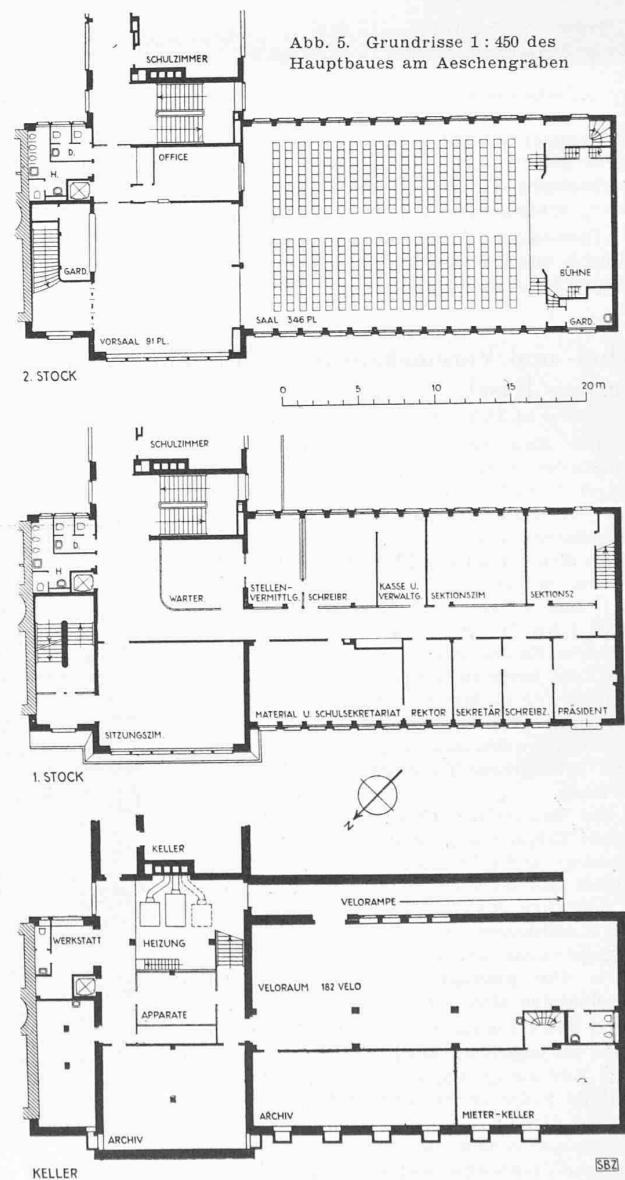 Abb. 5. Grundrisse 1 : 450 des
Hauptbaues am Aeschengraben
SCHULZIMMER
D.
H.
OFFICE
GARD.
VORSAAL 91 PL.
SAAL 346 PL
BÜHNE
GARD.
2. STOCK
0 5 10 15 20 m
SCHULZIMMER
D.
H.
WARTER.
STELLEN-
VERMITTLG.
SCHREIBR.
KASSE U.
VERWALTG.
SEKTIONSZIM
SEKTIONSZ
SITZUNGSZIM.
MATERIAL U. SCHULSEKRETARIAT
REKTOR
SEKRETÄR
SCHREIBZ.
PRÄSIDENT
1. STOCK
N
KELLER
VELORAMPE
WERKSTATT
HEIZUNG
APPARATE
VELORAUM 182 VELO
ARCHIV
ARCHIV
MIETER-KELLER
KELLER
SBZ